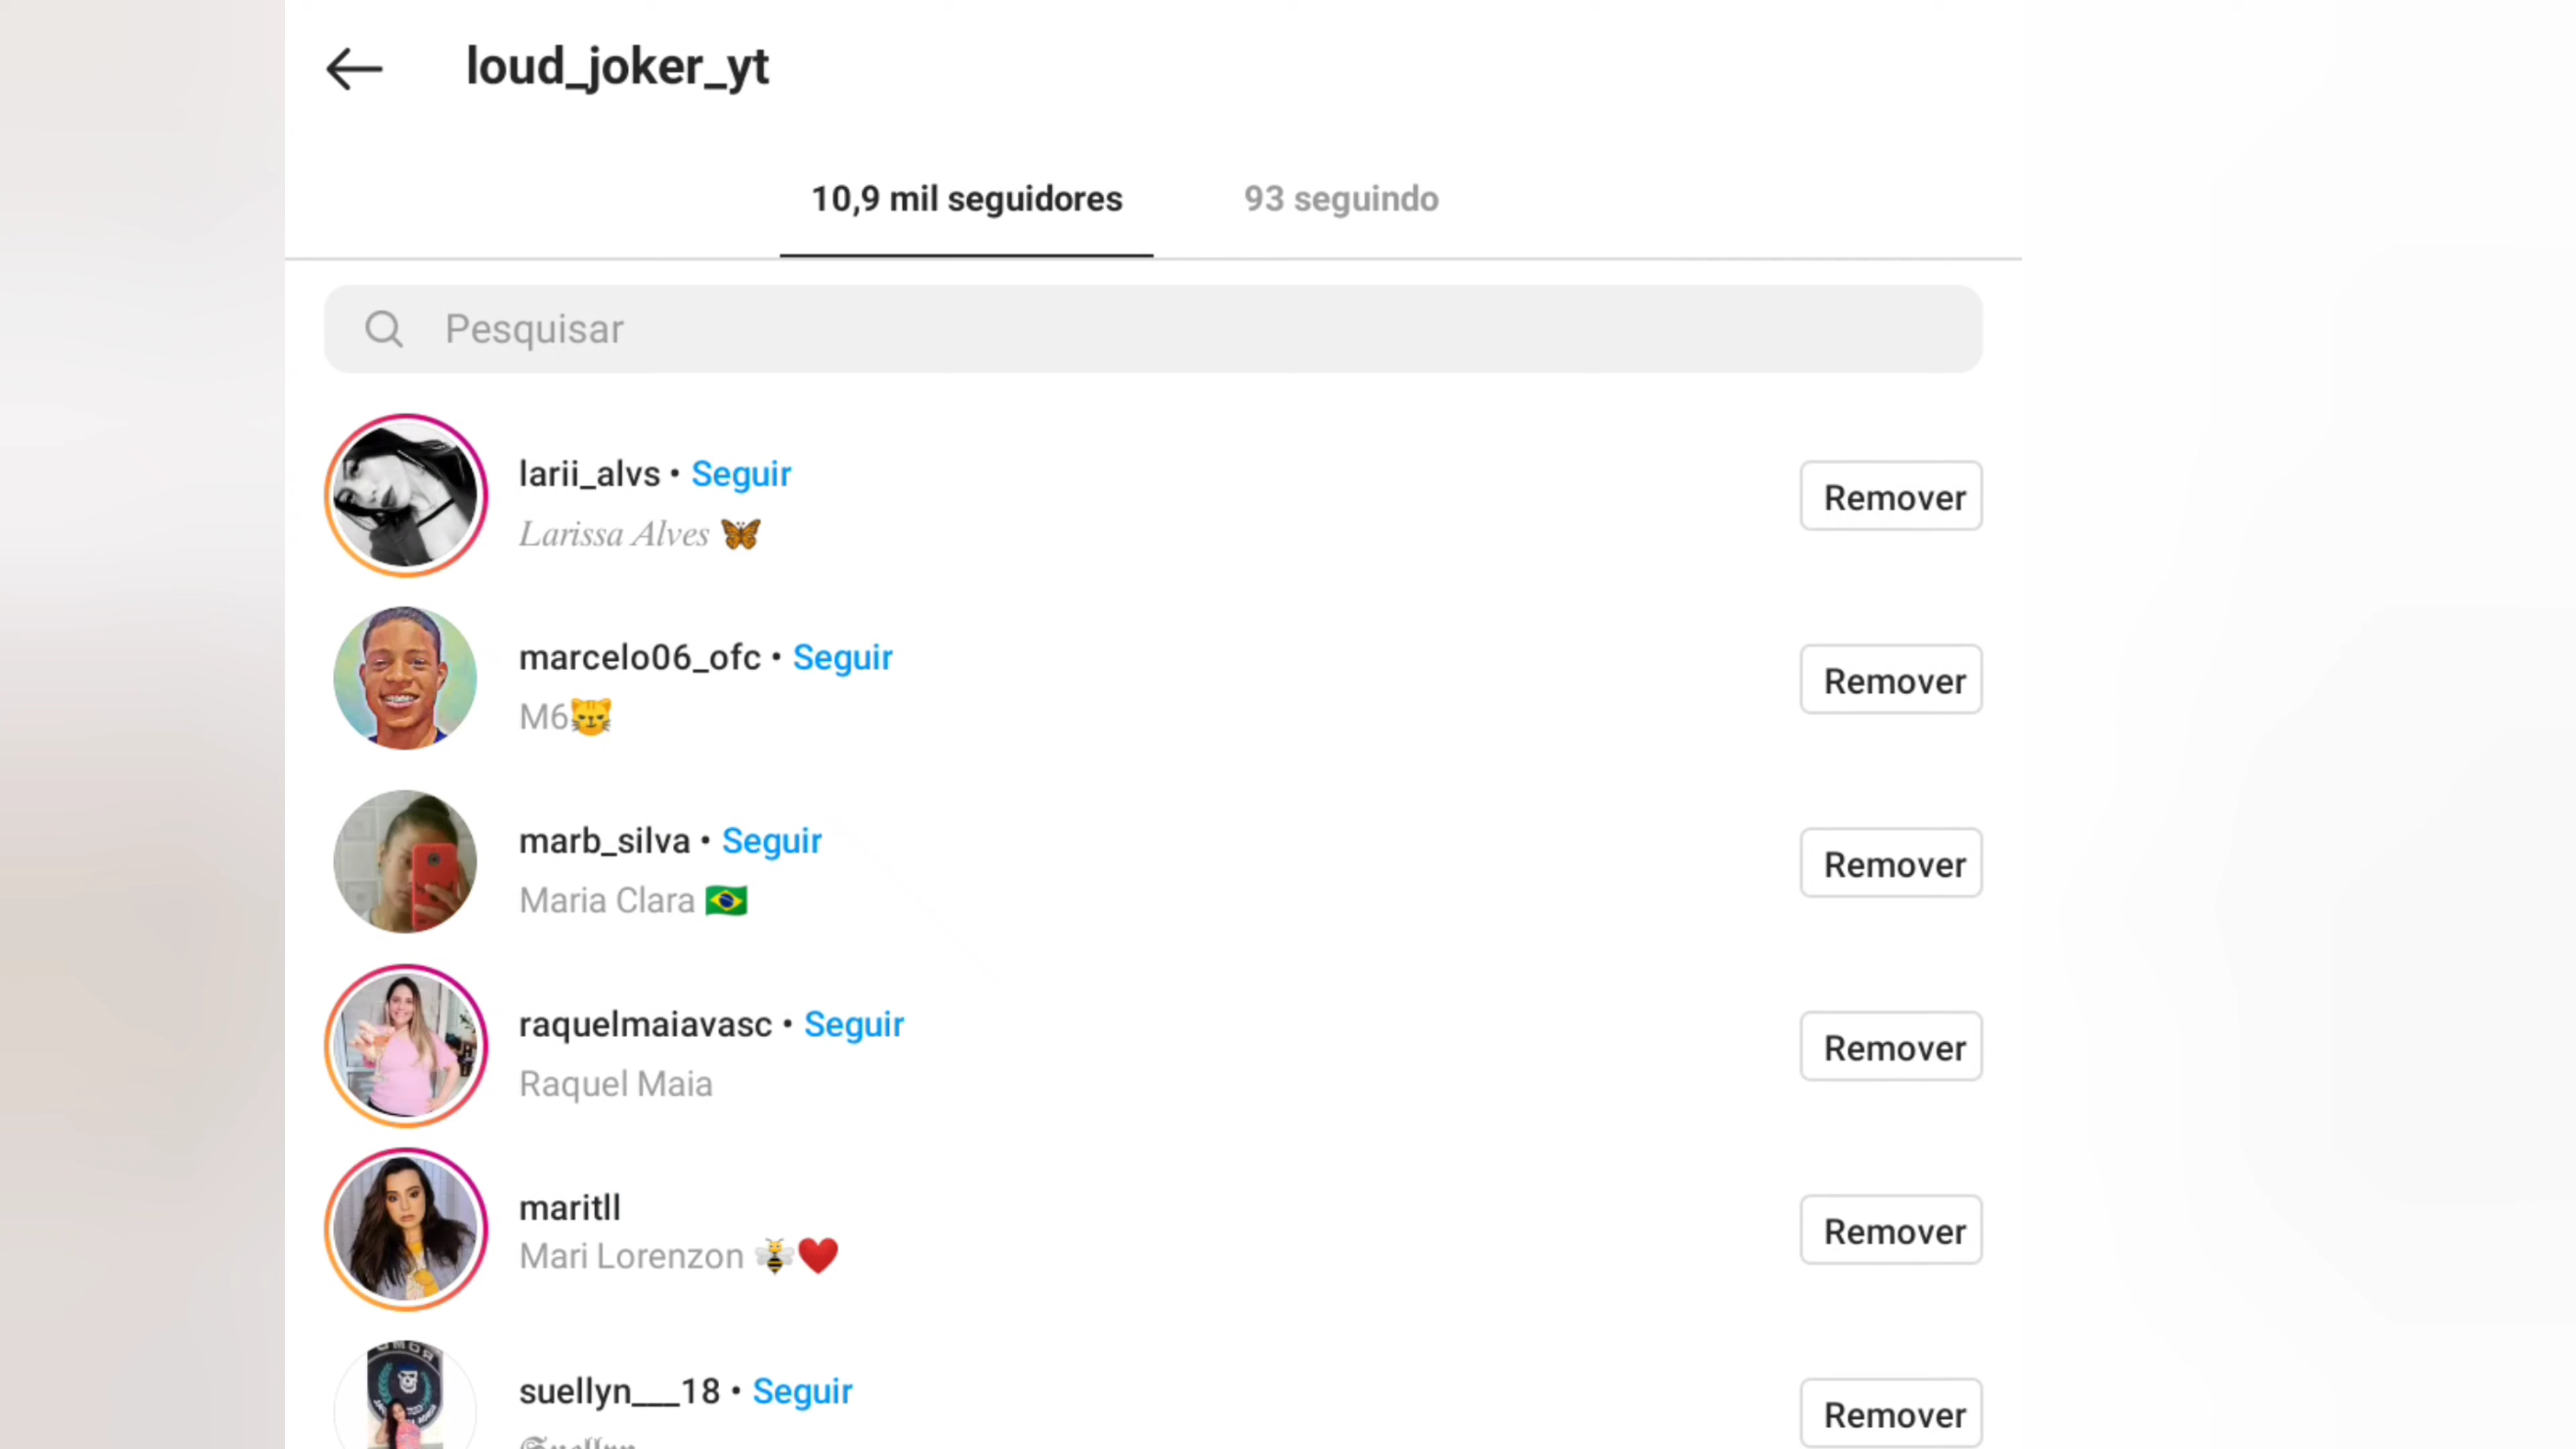 loud_joker_yt
10,9 mil seguidores 93 seguindo
Pesquisar
larii_alvs • Seguir
Larissa Alves 🦋
Remover
marcelo06_ofc • Seguir
M6😼
Remover
marb_silva • Seguir
Maria Clara 🇧🇷
Remover
raquelmaiavasc • Seguir
Raquel Maia
Remover
maritll
Mari Lorenzon 🐝❤️
Remover
suellyn___18 • Seguir
Remover